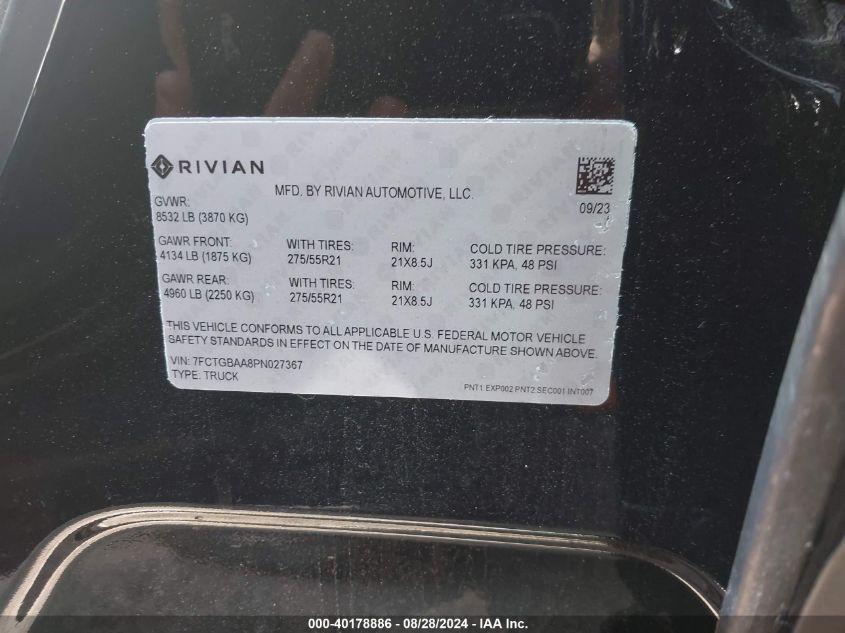 RIVIAN
MFD. BY RIVIAN AUTOMOTIVE, LLC.
09/23
GVWR:
8532 LB (3870 KG)
GAWR FRONT: WITH TIRES: RIM: COLD TIRE PRESSURE:
4134 LB (1875 KG) 275/55R21 21X8.5J 331 KPA, 48 PSI
GAWR REAR: WITH TIRES: RIM: COLD TIRE PRESSURE:
4960 LB (2250 KG) 275/55R21 21X8.5J 331 KPA, 48 PSI
THIS VEHICLE CONFORMS TO ALL APPLICABLE U.S. FEDERAL MOTOR VEHICLE
SAFETY STANDARDS IN EFFECT ON THE DATE OF MANUFACTURE SHOWN ABOVE.
VIN: 7FCTGBAA8PN027367
TYPE: TRUCK
PNT1 EXP002 PNT2 SEC001 INT007
000-40178886 - 08/28/2024 - IAA Inc.